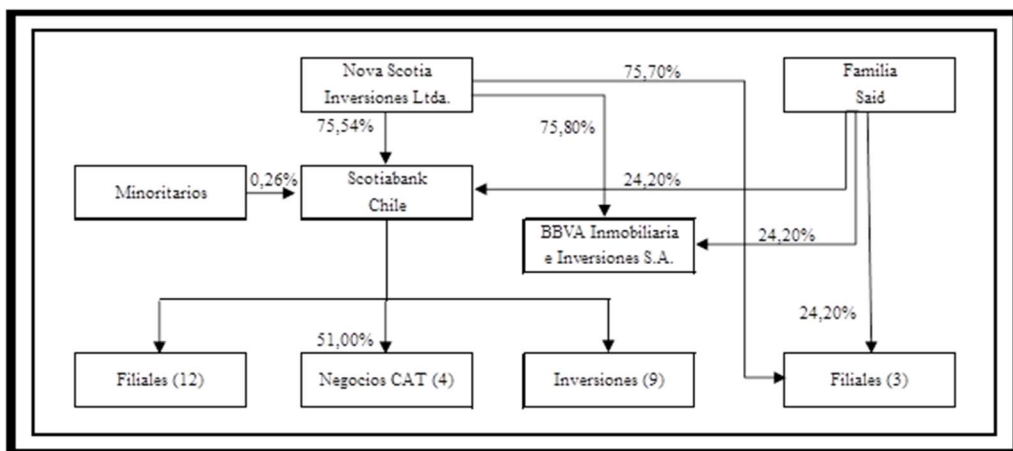 Nova Scotia
Inversiones Ltda.
75,70%
Familia
Said
75,54%
75,80%
Minoritarios
0,26%
Scotiabank
Chile
24,20%
BBVA Inmobiliaria
e Inversiones S.A.
24,20%
51,00%
24,20%
Filiales (12)
Negocios CAT (4)
Inversiones (9)
Filiales (3)